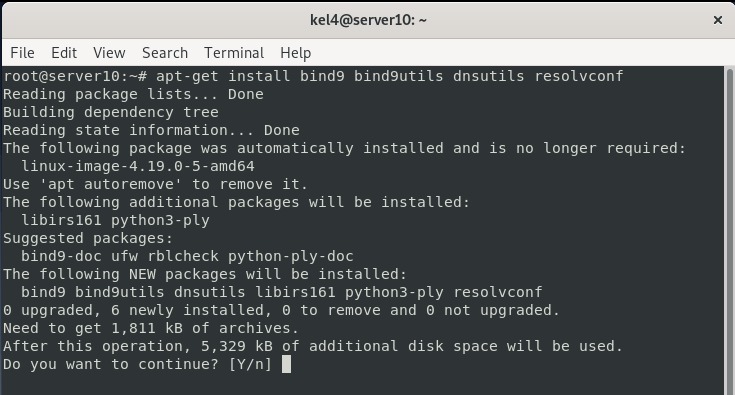 kel4@server10: ~
File Edit View Search Terminal Help
root@server10:~# apt-get install bind9 bind9utils dnsutils resolvconf
Reading package lists... Done
Building dependency tree
Reading state information... Done
The following package was automatically installed and is no longer required:
  linux-image-4.19.0-5-amd64
Use 'apt autoremove' to remove it.
The following additional packages will be installed:
  libirs161 python3-ply
Suggested packages:
  bind9-doc ufw rblcheck python-ply-doc
The following NEW packages will be installed:
  bind9 bind9utils dnsutils libirs161 python3-ply resolvconf
0 upgraded, 6 newly installed, 0 to remove and 0 not upgraded.
Need to get 1,811 kB of archives.
After this operation, 5,329 kB of additional disk space will be used.
Do you want to continue? [Y/n]